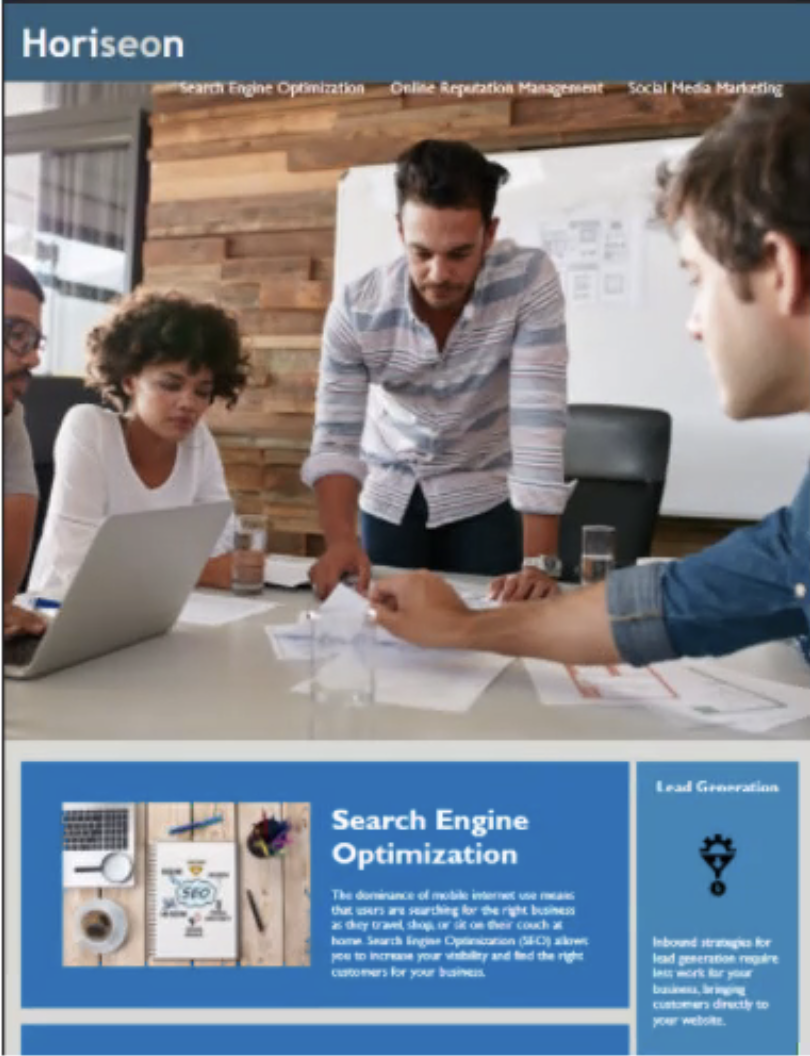 Horiseon
Search Engine Optimization Online Reputation Management Social Media Marketing
Search Engine
Optimization
The dominance of mobile internet use means
that users are searching for the right business
as they travel, shop, or sit on their couch at
home. Search Engine Optimization (SEO) allows
you to increase your visibility and find the right
customers for your business.
SEO
Lead Generation
Inbound strategies for
lead generation require
less work for your
business, bringing
customers directly to
your website.